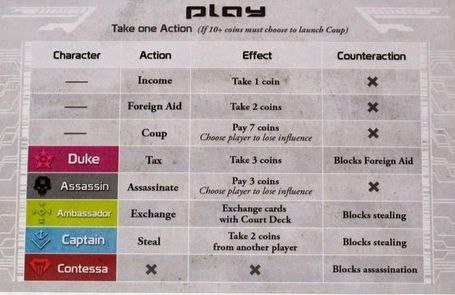 play
Take one Action (If 10+ coins must choose to launch Coup)
Character Action Effect Counteraction
— Income Take 1 coin ✖
— Foreign Aid Take 2 coins ✖
— Coup Pay 7 coins ✖
Choose player to lose influence
Duke Tax Take 3 coins Blocks Foreign Aid
Assassin Assassinate Pay 3 coins ✖
Choose player to lose influence
Ambassador Exchange Exchange cards Blocks stealing
with Court Deck
Captain Steal Take 2 coins Blocks stealing
from another player
Contessa ✖ ✖ Blocks assassination